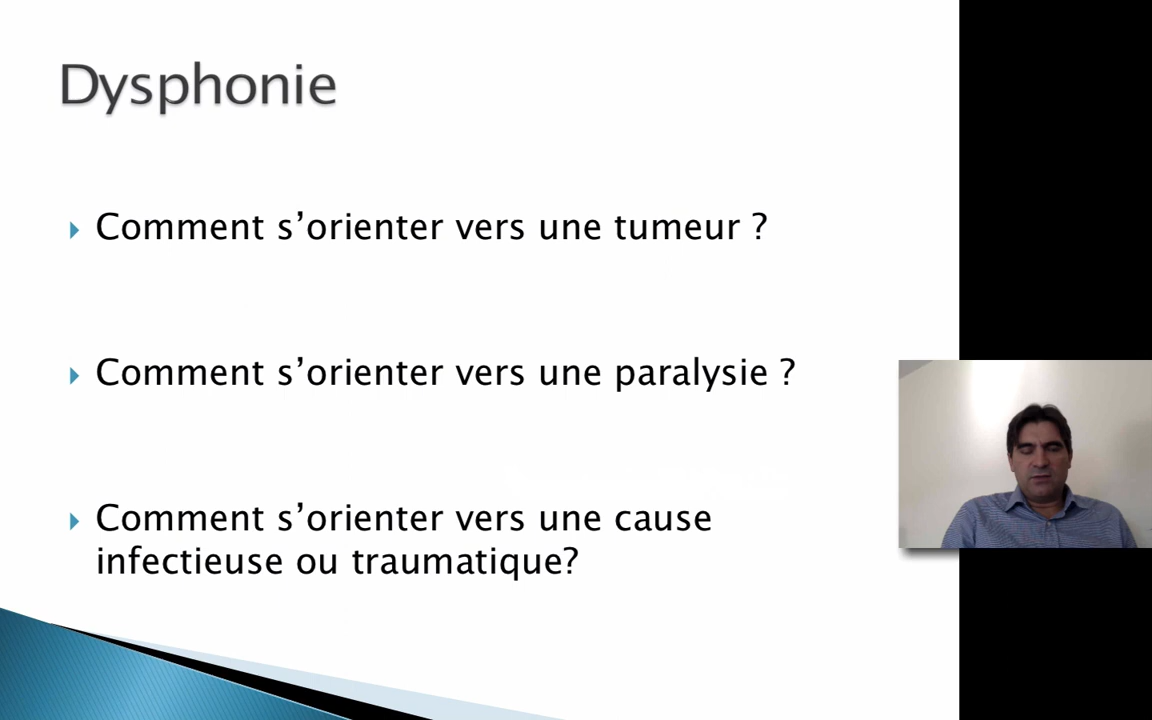 Dysphonie
Comment s’orienter vers une tumeur ?
Comment s’orienter vers une paralysie ?
Comment s’orienter vers une cause
infectieuse ou traumatique?